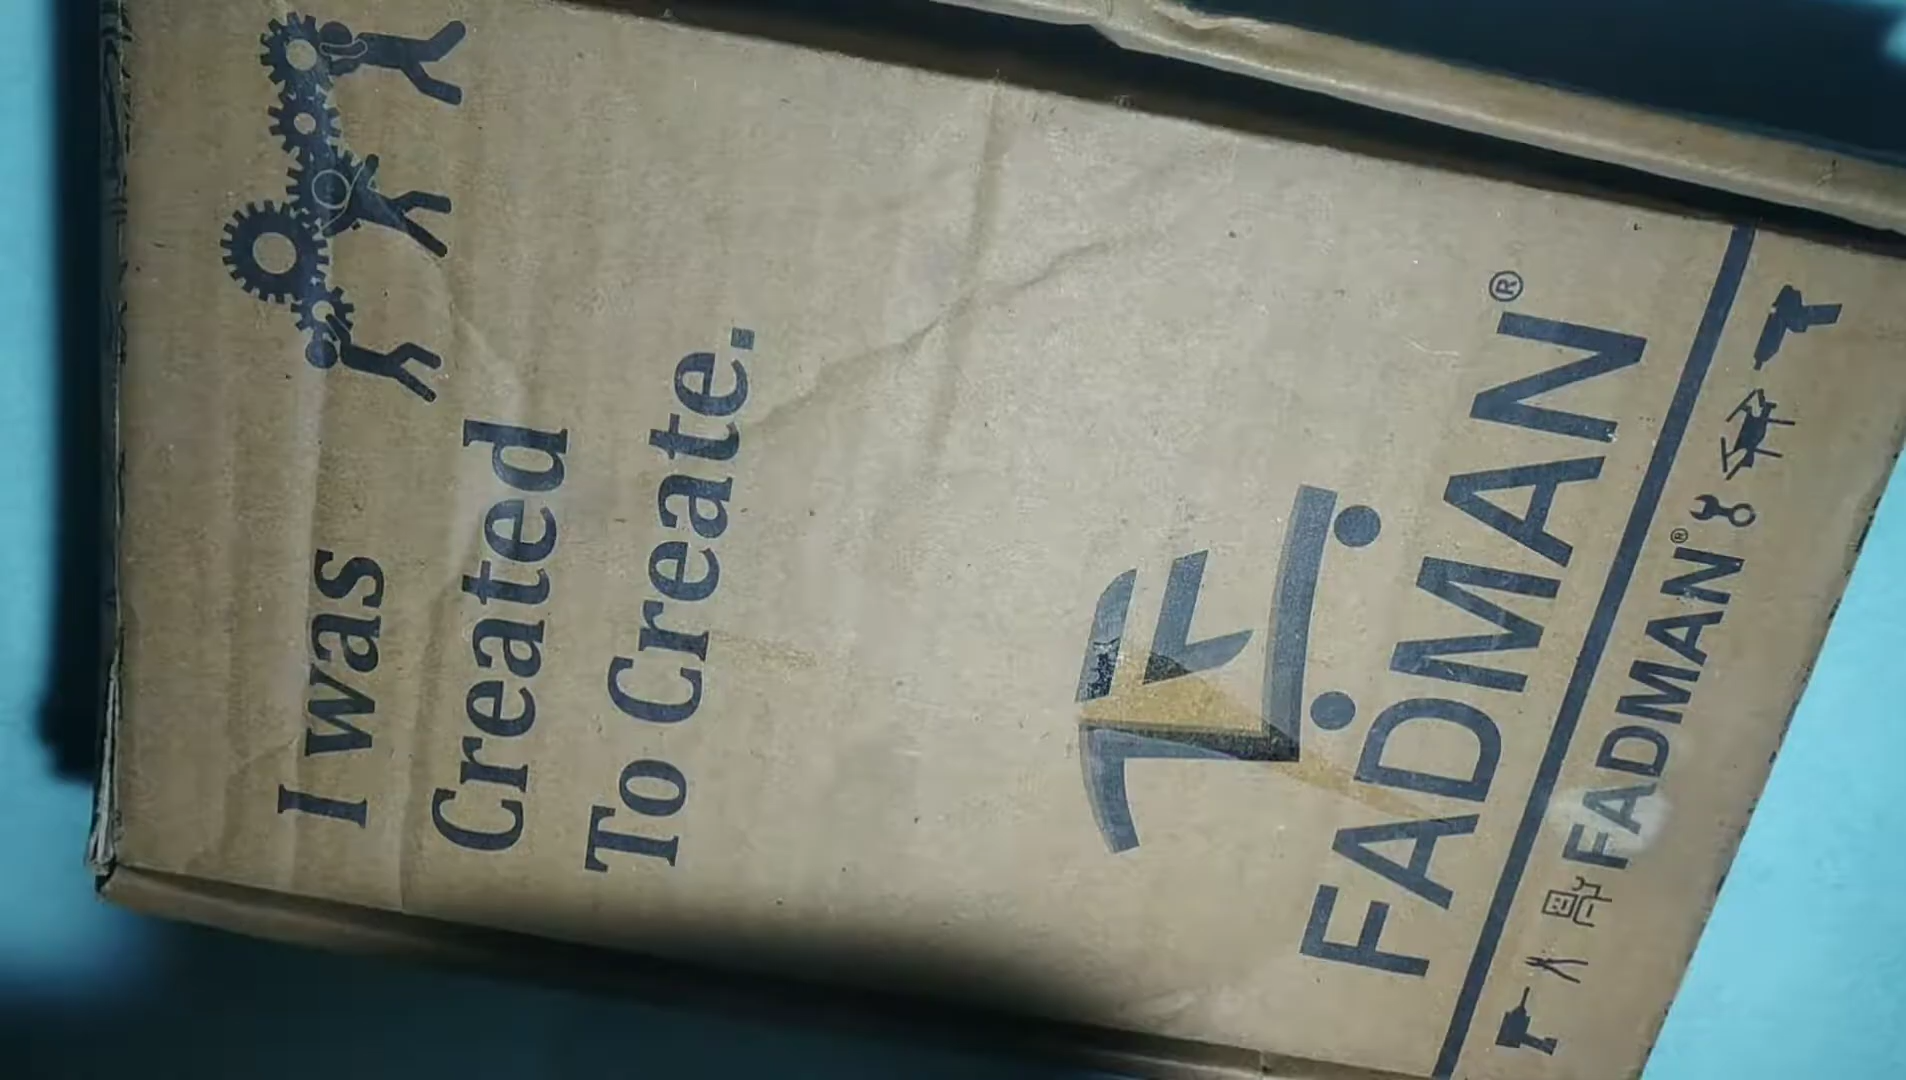 I was
Created
To Create.
FADMAN®
FADMAN®